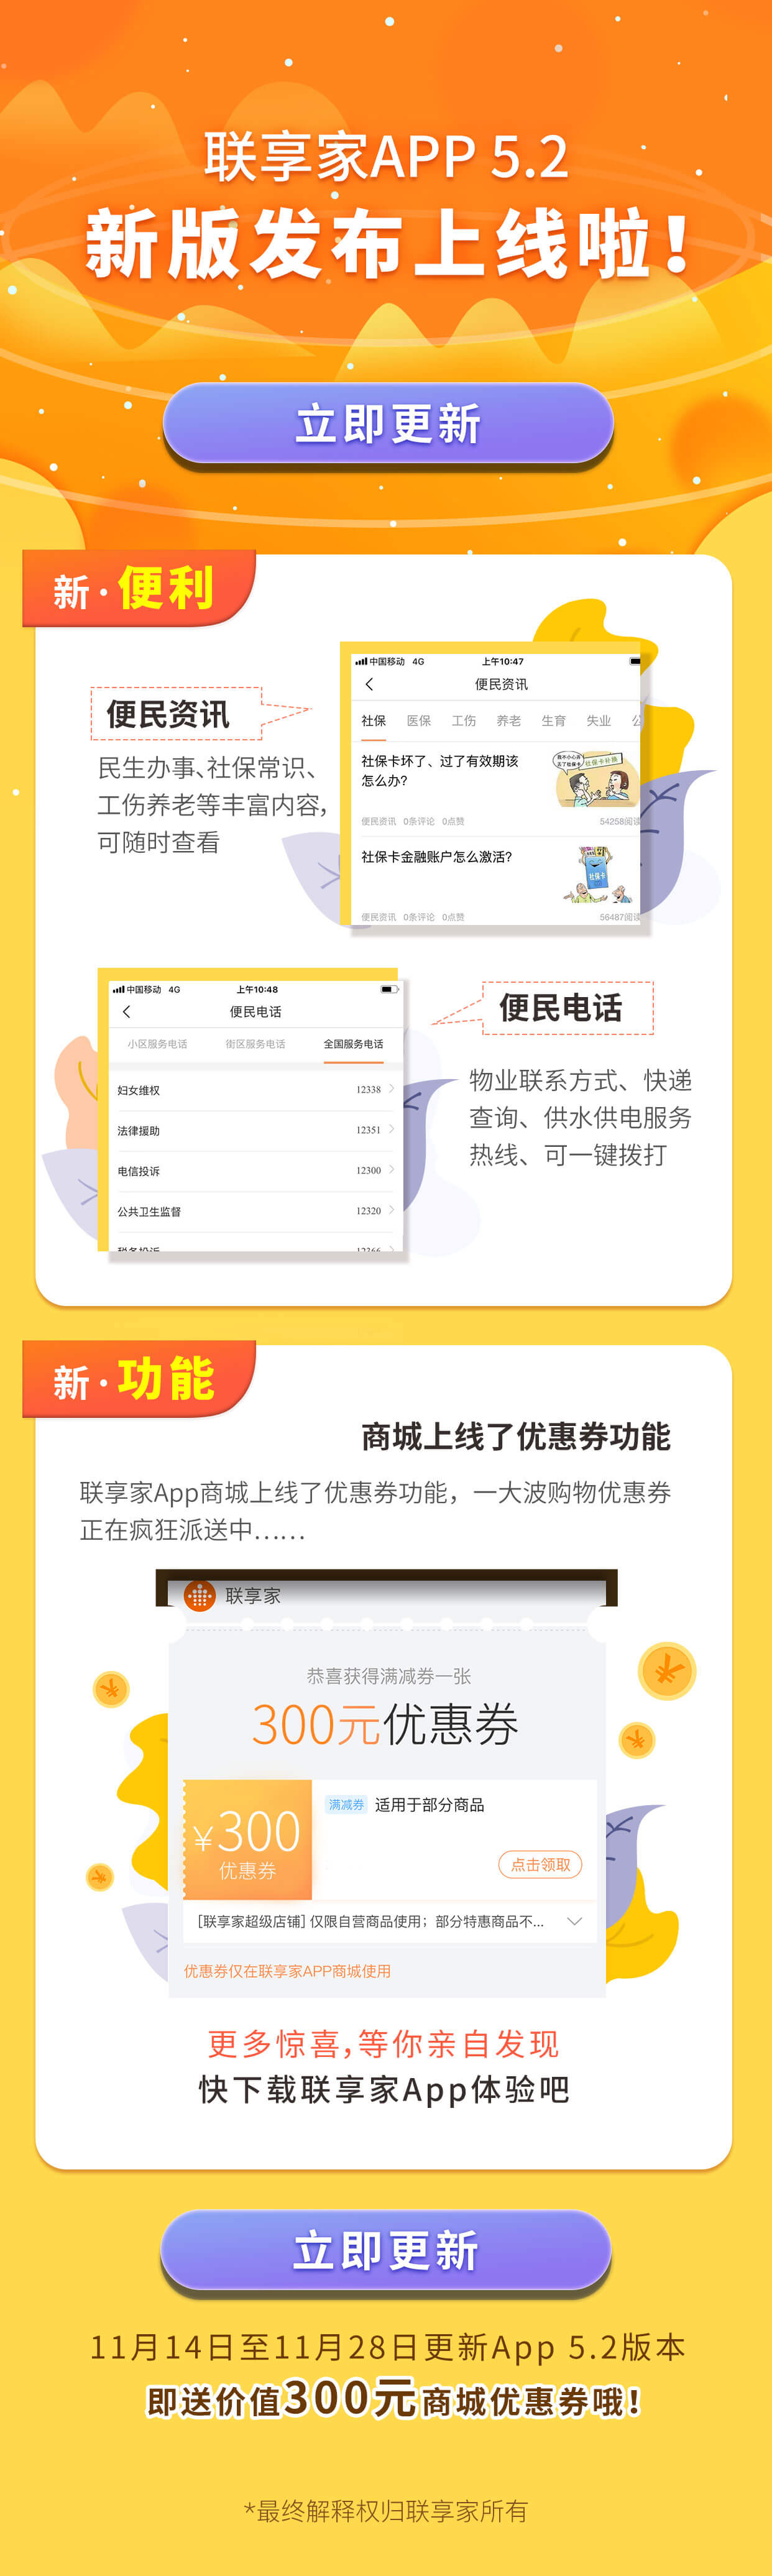 联享家APP 5.2
新版发布上线啦！
立即更新
新·便利
便民资讯
民生办事、社保常识、
工伤养老等丰富内容，
可随时查看
中国移动 4G 上午10:47
便民资讯
社保 医保 工伤 养老 生育 失业
社保卡坏了、过了有效期该
怎么办？
社保卡补换
便民资讯 0条评论 0点赞 54258阅读
社保卡金融账户怎么激活？
社保卡
便民资讯 0条评论 0点赞 56487阅读
中国移动 4G 上午10:48
便民电话
小区服务电话 街区服务电话 全国服务电话
妇女维权 12338
法律援助 12351
电信投诉 12300
公共卫生监督 12320
便民电话
物业联系方式、快递
查询、供水供电服务
热线、可一键拨打
新·功能
商城上线了优惠券功能
联享家App商城上线了优惠券功能，一大波购物优惠券
正在疯狂派送中……
联享家
恭喜获得满减券一张
300元优惠券
¥300
优惠券
满减券 适用于部分商品
点击领取
[联享家超级店铺] 仅限自营商品使用；部分特惠商品不...
优惠券仅在联享家APP商城使用
更多惊喜，等你亲自发现
快下载联享家App体验吧
立即更新
11月14日至11月28日更新App 5.2版本
即送价值300元商城优惠券哦！
*最终解释权归联享家所有